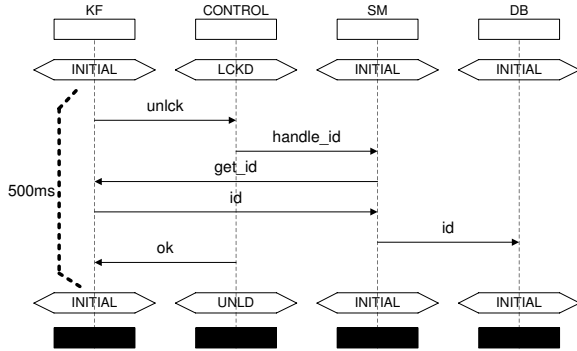 KF CONTROL SM DB
INITIAL LCKD INITIAL INITIAL
unlck
handle_id
get_id
500ms
id
id
ok
INITIAL UNLD INITIAL INITIAL